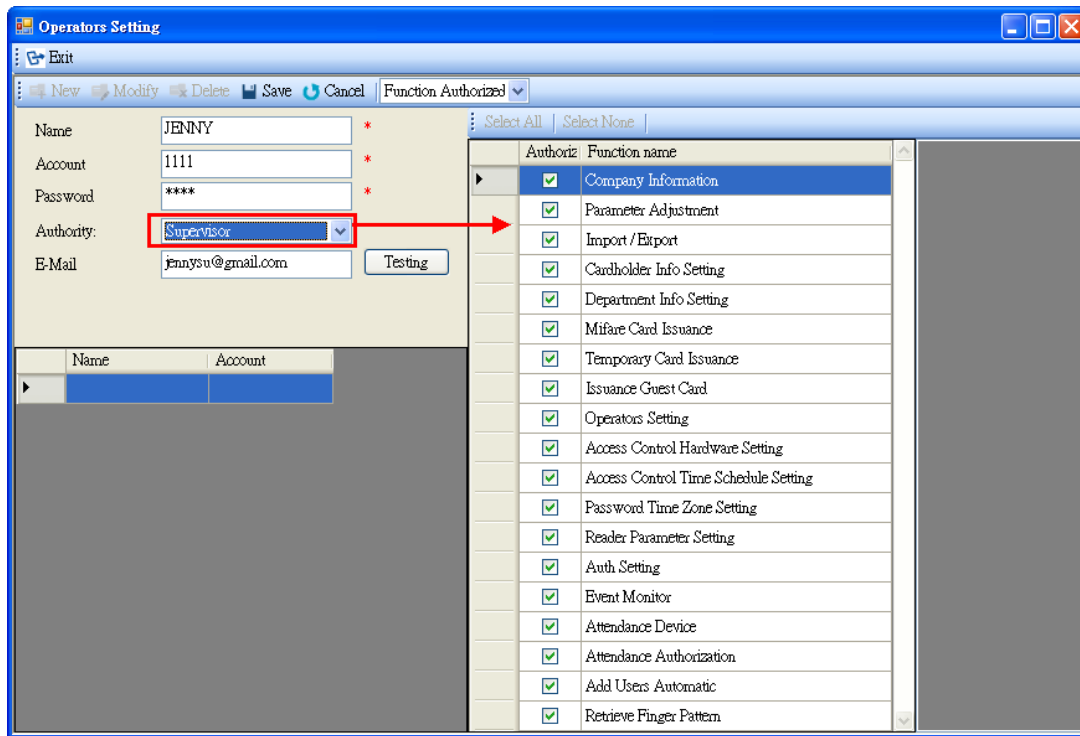 Operators Setting
Exit
New Modify Delete Save Cancel Function Authorized
Select All Select None
Name JENNY *
Account 1111 *
Password **** *
Authority: Supervisor
E-Mail jennysu@gmail.com Testing
Name Account
Authoriz Function name
Company Information
Parameter Adjustment
Import / Export
Cardholder Info Setting
Department Info Setting
Mifare Card Issuance
Temporary Card Issuance
Issuance Guest Card
Operators Setting
Access Control Hardware Setting
Access Control Time Schedule Setting
Password Time Zone Setting
Reader Parameter Setting
Auth Setting
Event Monitor
Attendance Device
Attendance Authorization
Add Users Automatic
Retrieve Finger Pattern